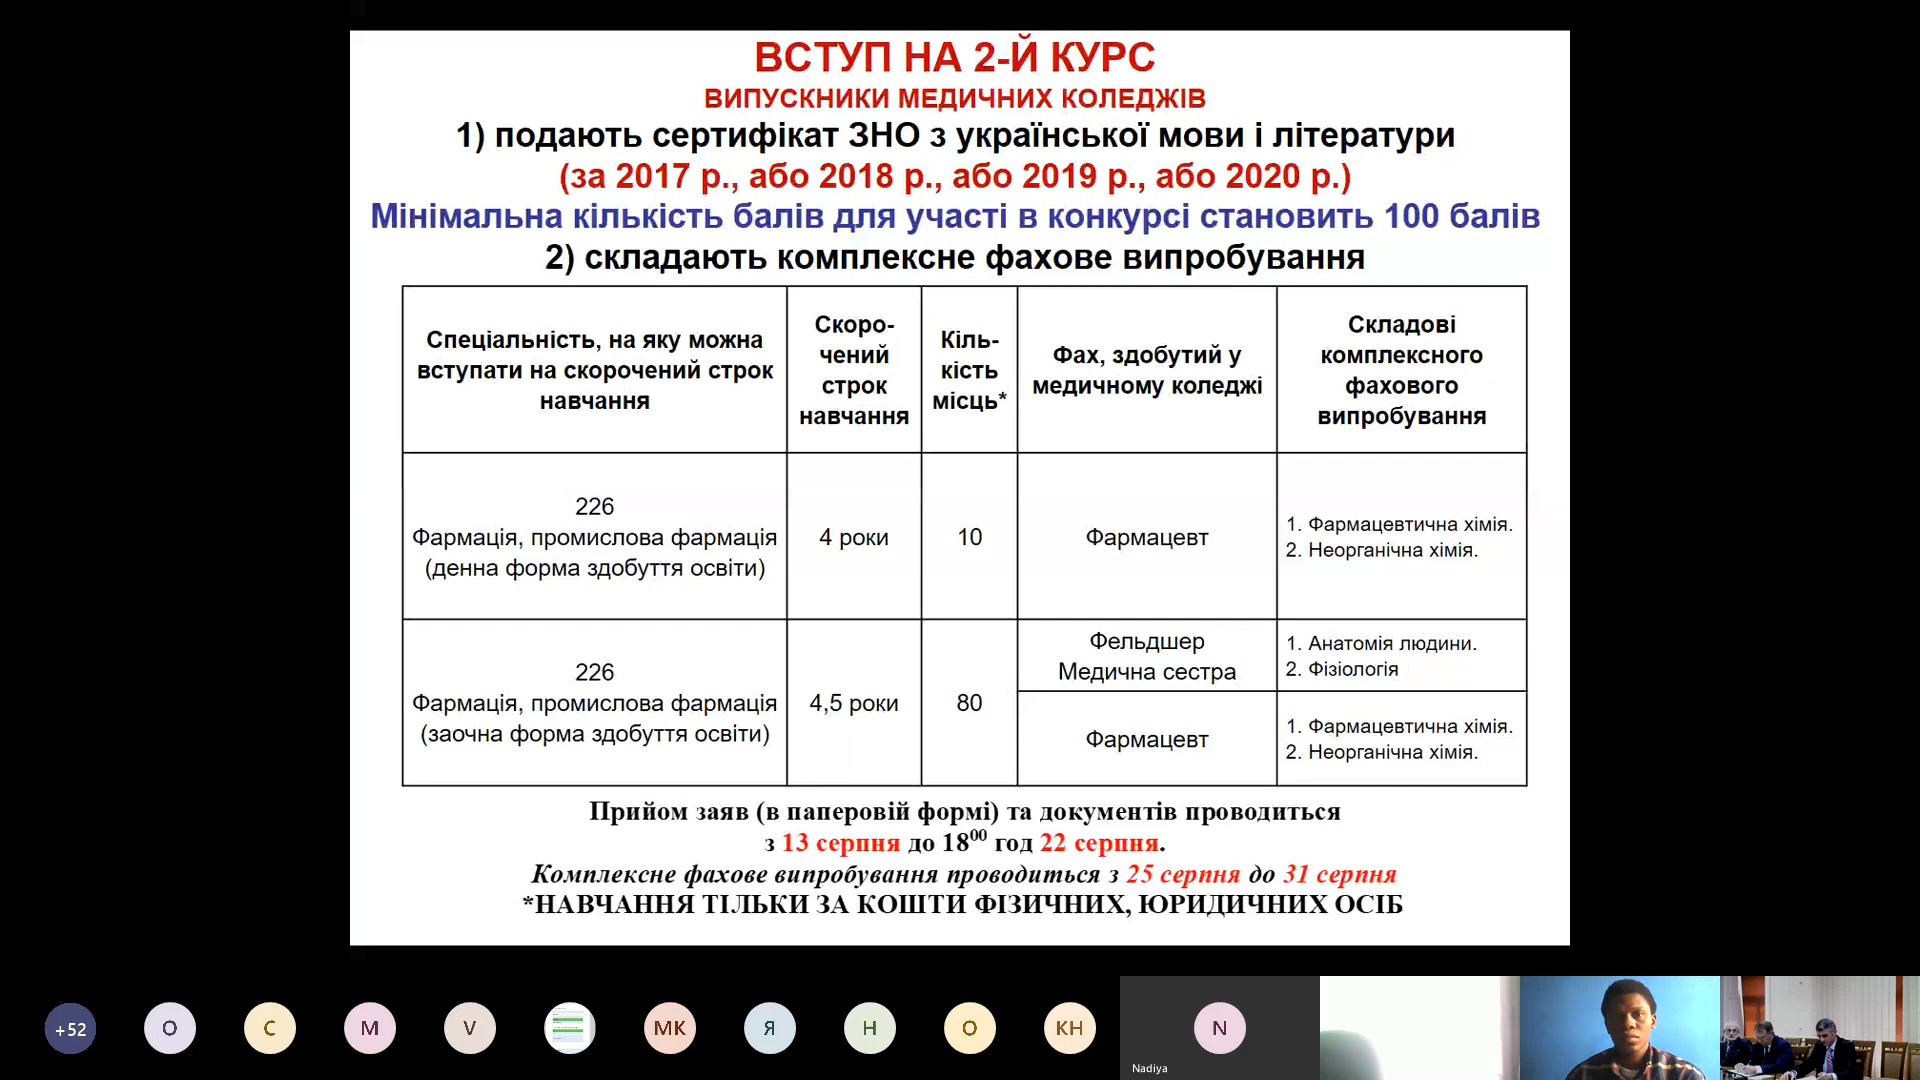 ВСТУП НА 2-Й КУРС
ВИПУСКНИКИ МЕДИЧНИХ КОЛЕДЖІВ
1) подають сертифікат ЗНО з української мови і літератури
(за 2017 р., або 2018 р., або 2019 р., або 2020 р.)
Мінімальна кількість балів для участі в конкурсі становить 100 балів
2) складають комплексне фахове випробування
Спеціальність, на яку можна
вступати на скорочений строк
навчання
Скоро-
чений
строк
навчання
Кіль-
кість
місць*
Фах, здобутий у
медичному коледжі
Складові
комплексного
фахового
випробування
226
Фармація, промислова фармація
(денна форма здобуття освіти)
4 роки
10
Фармацевт
1. Фармацевтична хімія.
2. Неорганічна хімія.
226
Фармація, промислова фармація
(заочна форма здобуття освіти)
4,5 роки
80
Фельдшер
Медична сестра
1. Анатомія людини.
2. Фізіологія
Фармацевт
1. Фармацевтична хімія.
2. Неорганічна хімія.
Прийом заяв (в паперовій формі) та документів проводиться
з 13 серпня до 18⁰⁰ год 22 серпня.
Комплексне фахове випробування проводиться з 25 серпня до 31 серпня
*НАВЧАННЯ ТІЛЬКИ ЗА КОШТИ ФІЗИЧНИХ, ЮРИДИЧНИХ ОСІБ
+52
О
С
М
V
МК
Я
Н
О
КН
N
Nadiya